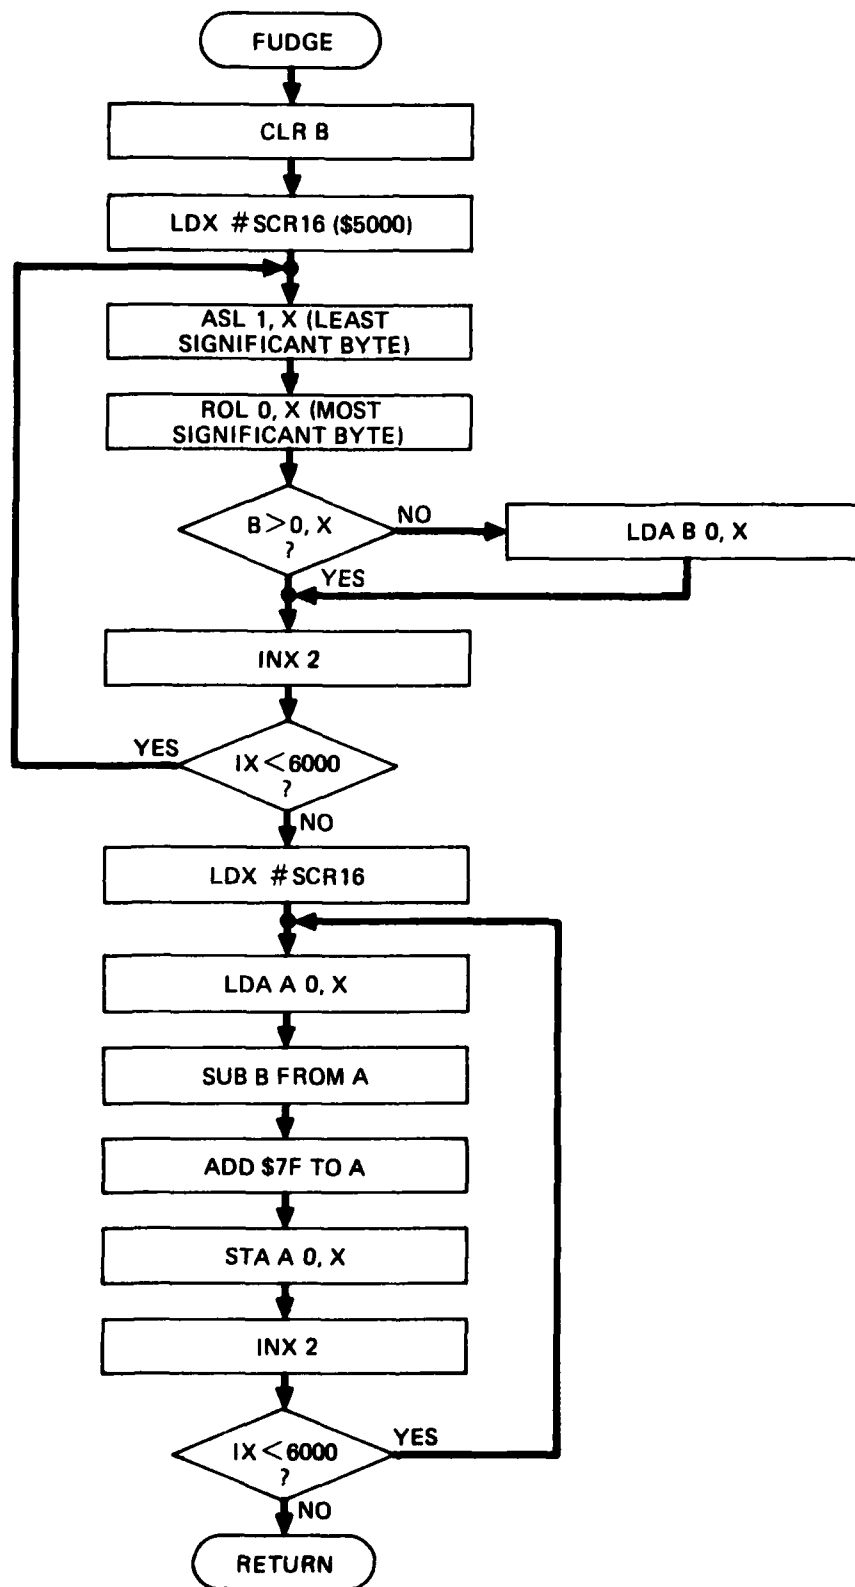 FUDGE
CLR B
LDX #SCR16 ($5000)
ASL 1, X (LEAST
SIGNIFICANT BYTE)
ROL 0, X (MOST
SIGNIFICANT BYTE)
B>0, X
?
NO
LDA B 0, X
YES
INX 2
YES
IX<6000
?
NO
LDX #SCR16
LDA A 0, X
SUB B FROM A
ADD $7F TO A
STA A 0, X
INX 2
IX<6000
?
YES
NO
RETURN